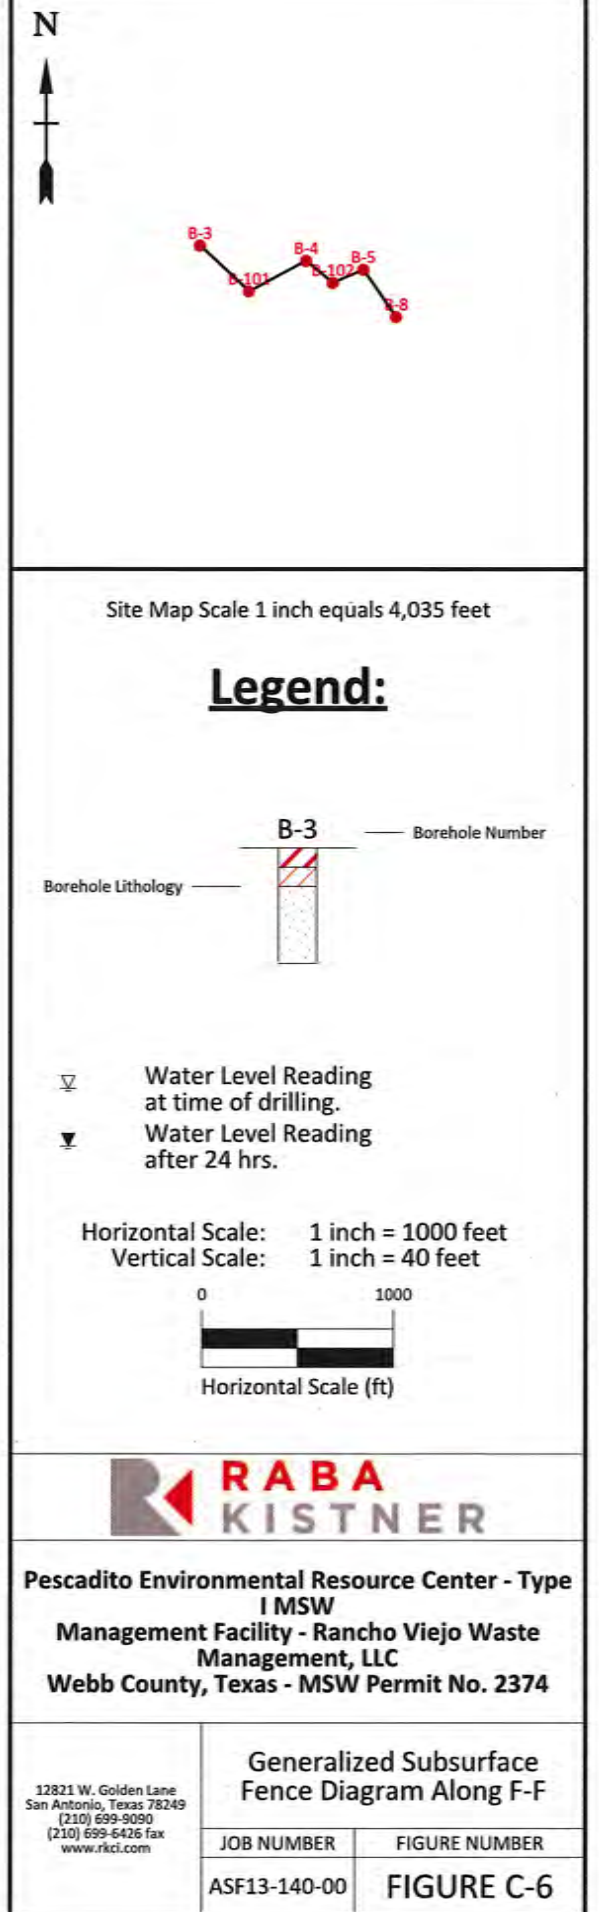 N
B-3
B-4
B-5
B-101
B-102
B-8
Site Map Scale 1 inch equals 4,035 feet
Legend:
B-3
Borehole Number
Borehole Lithology
Water Level Reading
at time of drilling.
Water Level Reading
after 24 hrs.
Horizontal Scale: 1 inch = 1000 feet
Vertical Scale: 1 inch = 40 feet
0 1000
Horizontal Scale (ft)
RABA
KISTNER
Pescadito Environmental Resource Center - Type
I MSW
Management Facility - Rancho Viejo Waste
Management, LLC
Webb County, Texas - MSW Permit No. 2374
12821 W. Golden Lane
San Antonio, Texas 78249
(210) 699-9090
(210) 699-6426 fax
www.rkci.com
Generalized Subsurface
Fence Diagram Along F-F
JOB NUMBER
FIGURE NUMBER
ASF13-140-00
FIGURE C-6